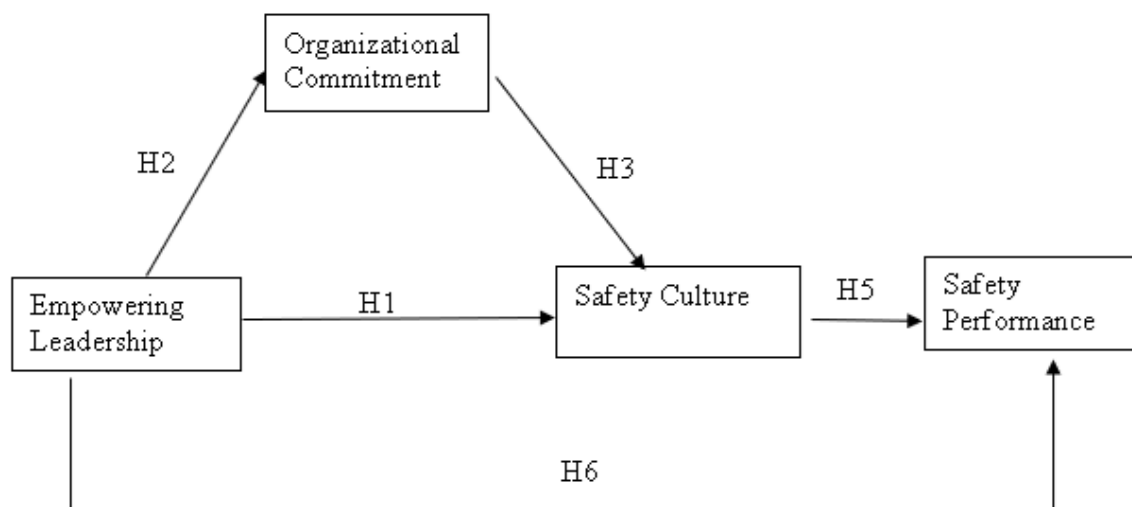 Organizational
Commitment
H2
H3
Empowering
Leadership
H1
Safety Culture
H5
Safety
Performance
H6